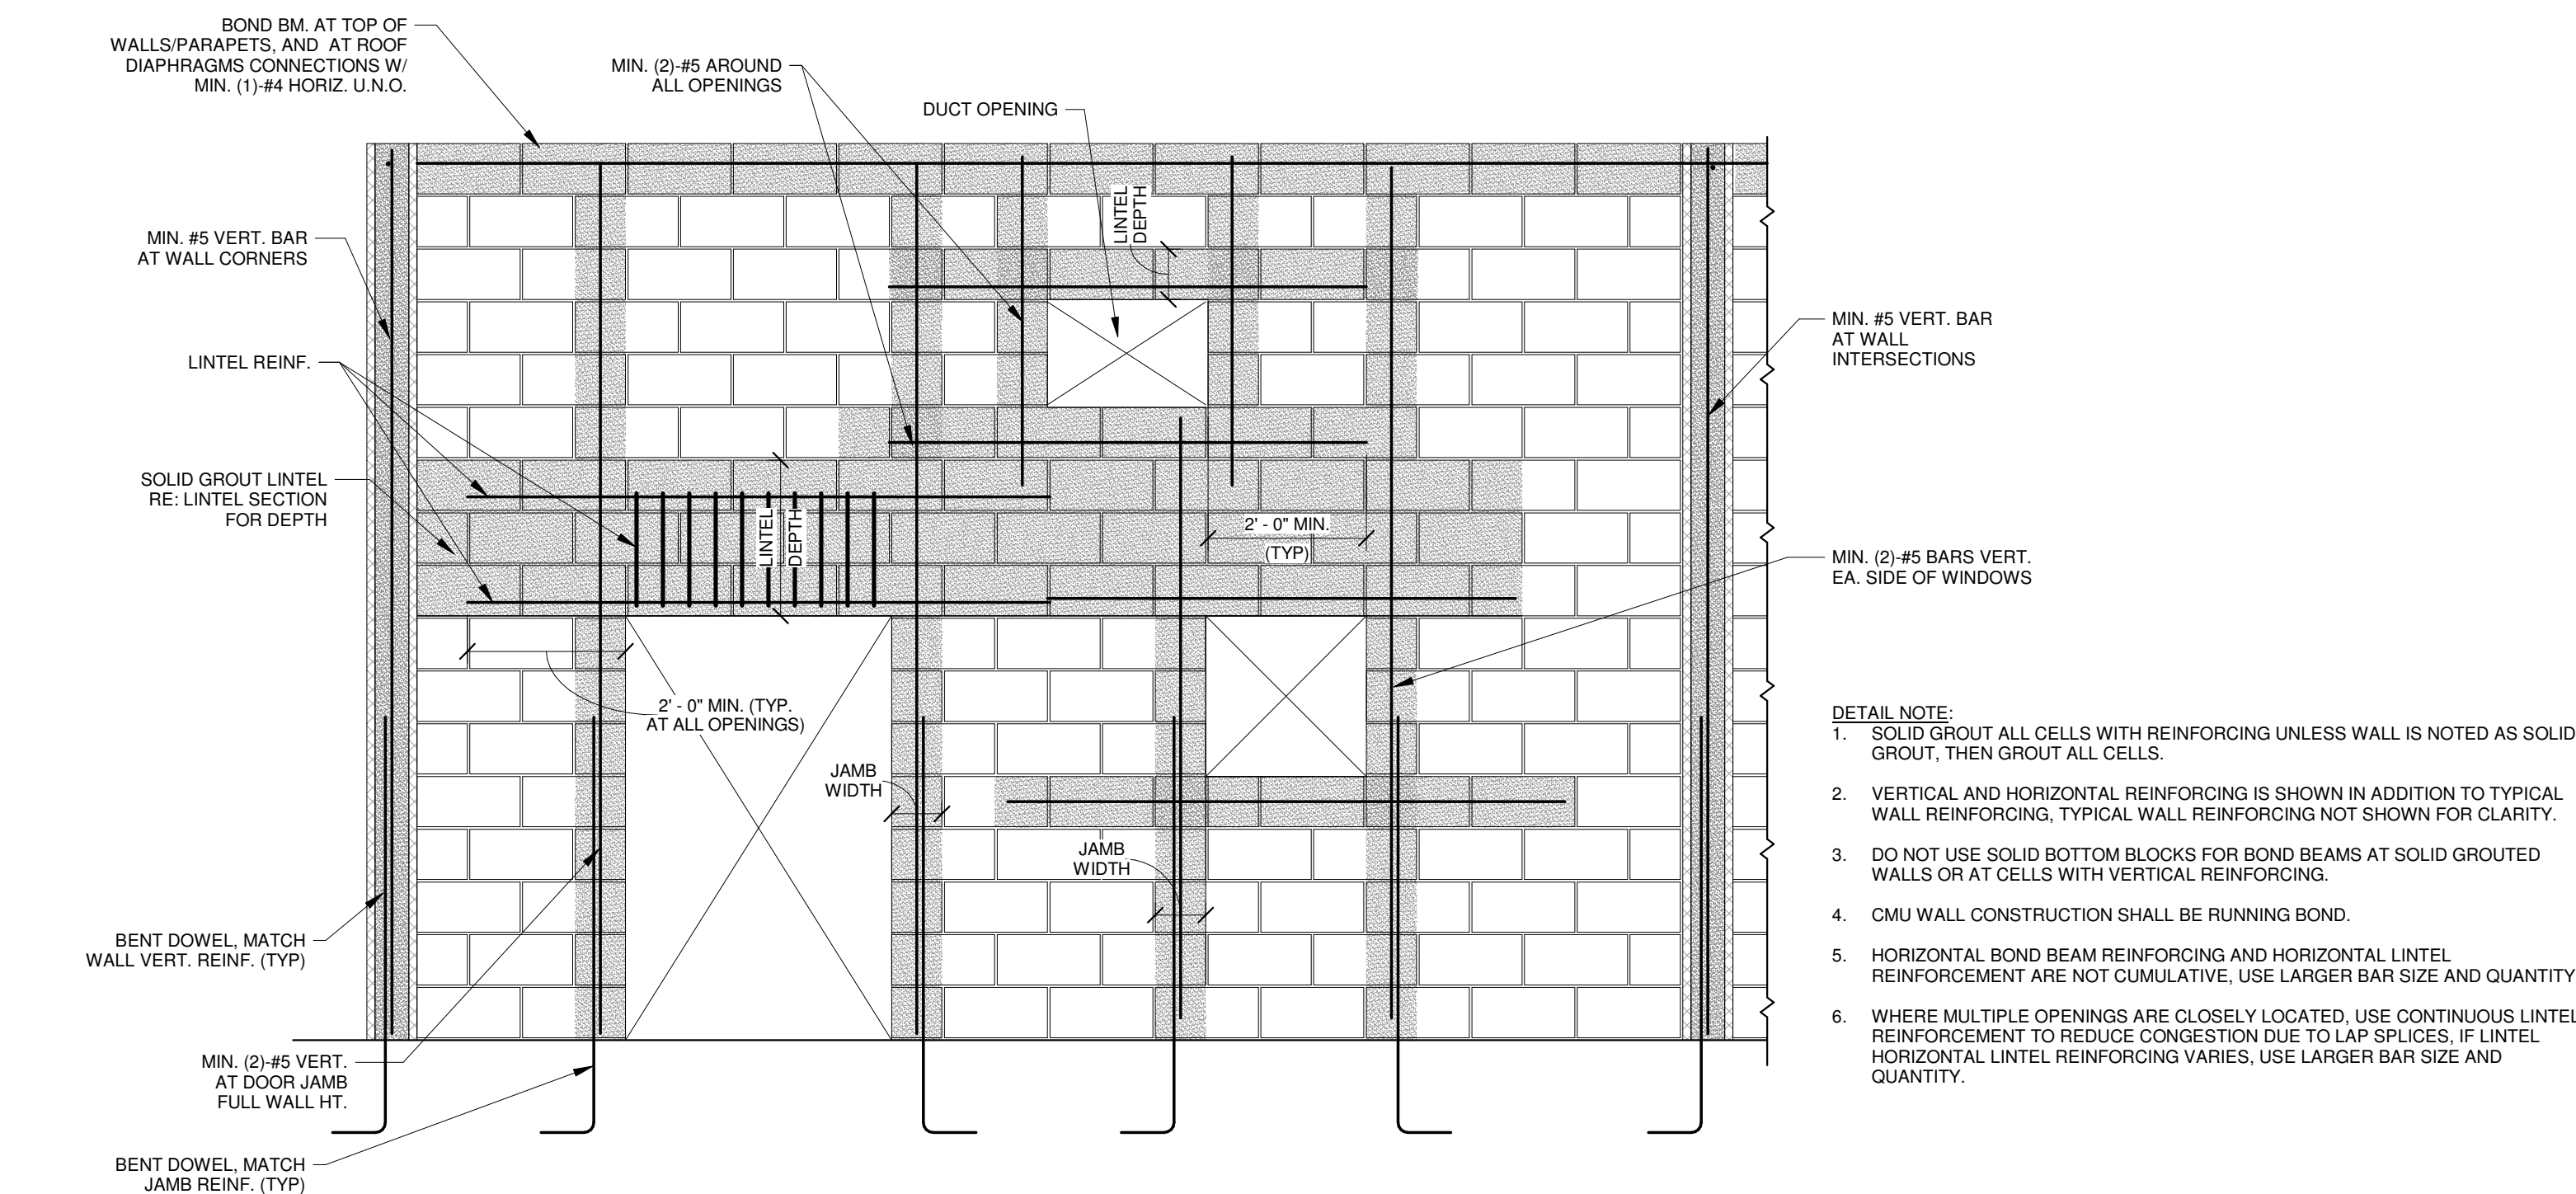 BOND BM. AT TOP OF
WALLS/PARAPETS, AND AT ROOF
DIAPHRAGMS CONNECTIONS W/
MIN. (1)-#4 HORIZ. U.N.O.
MIN. (2)-#5 AROUND
ALL OPENINGS
DUCT OPENING
LINTEL
DEPTH
MIN. #5 VERT. BAR
AT WALL CORNERS
LINTEL REINF.
SOLID GROUT LINTEL
RE: LINTEL SECTION
FOR DEPTH
LINTEL
DEPTH
2' - 0" MIN.
(TYP)
MIN. #5 VERT. BAR
AT WALL
INTERSECTIONS
MIN. (2)-#5 BARS VERT.
EA. SIDE OF WINDOWS
2' - 0" MIN. (TYP.
AT ALL OPENINGS)
JAMB
WIDTH
JAMB
WIDTH
BENT DOWEL, MATCH
WALL VERT. REINF. (TYP)
MIN. (2)-#5 VERT.
AT DOOR JAMB
FULL WALL HT.
BENT DOWEL, MATCH
JAMB REINF. (TYP)
DETAIL NOTE:
1. SOLID GROUT ALL CELLS WITH REINFORCING UNLESS WALL IS NOTED AS SOLID
GROUT, THEN GROUT ALL CELLS.
2. VERTICAL AND HORIZONTAL REINFORCING IS SHOWN IN ADDITION TO TYPICAL
WALL REINFORCING, TYPICAL WALL REINFORCING NOT SHOWN FOR CLARITY.
3. DO NOT USE SOLID BOTTOM BLOCKS FOR BOND BEAMS AT SOLID GROUTED
WALLS OR AT CELLS WITH VERTICAL REINFORCING.
4. CMU WALL CONSTRUCTION SHALL BE RUNNING BOND.
5. HORIZONTAL BOND BEAM REINFORCING AND HORIZONTAL LINTEL
REINFORCEMENT ARE NOT CUMULATIVE, USE LARGER BAR SIZE AND QUANTITY
6. WHERE MULTIPLE OPENINGS ARE CLOSELY LOCATED, USE CONTINUOUS LINTEL
REINFORCEMENT TO REDUCE CONGESTION DUE TO LAP SPLICES, IF LINTEL
HORIZONTAL LINTEL REINFORCING VARIES, USE LARGER BAR SIZE AND
QUANTITY.